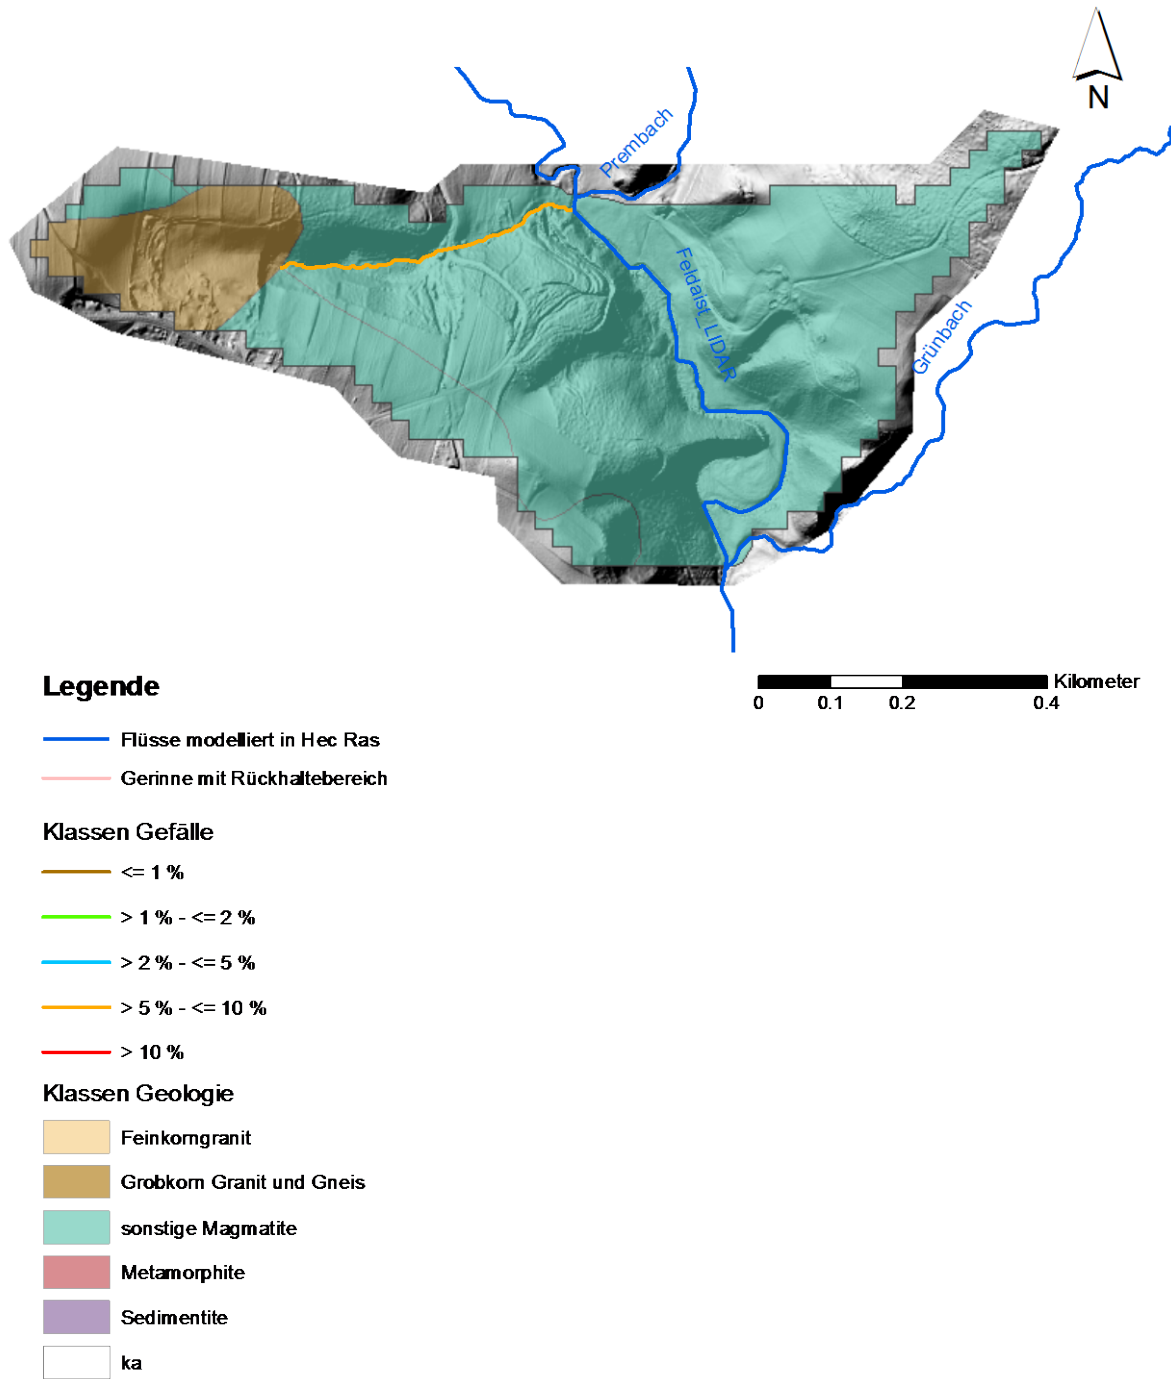 N
Prembach
Feldaist_LIDAR
Grünbach
Legende
Kilometer
0 0.1 0.2 0.4
Flüsse modelliert in Hec Ras
Gerinne mit Rückhaltebereich
Klassen Gefälle
<= 1 %
> 1 % - <= 2 %
> 2 % - <= 5 %
> 5 % - <= 10 %
> 10 %
Klassen Geologie
Feinkorngranit
Grobkorn Granit und Gneis
sonstige Magmatite
Metamorphite
Sedimentite
ka